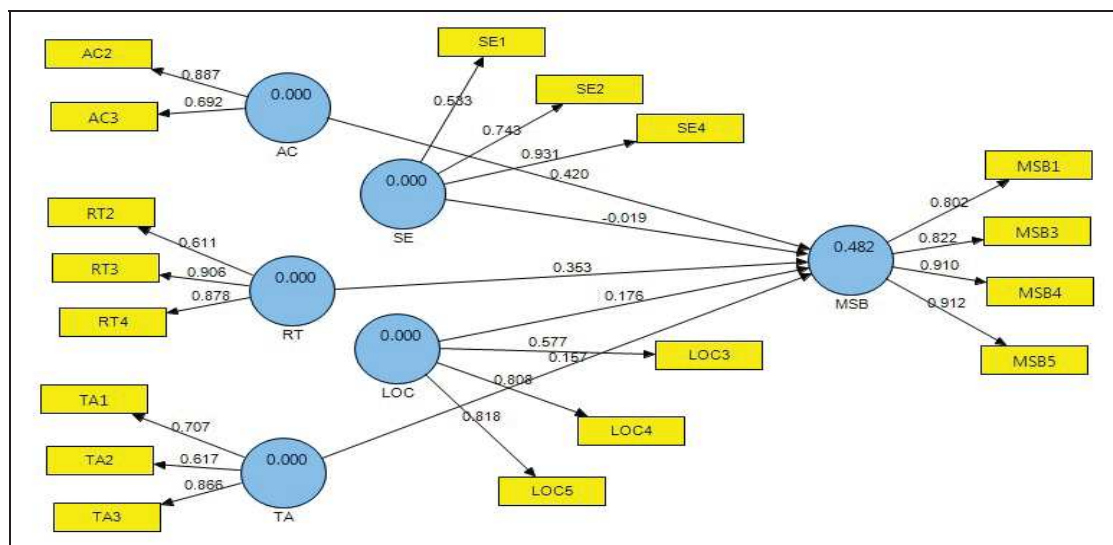 AC2
0.887
AC3
0.692
0.000
AC
SE1
0.533
SE2
0.743
SE4
0.931
0.000
SE
0.420
-0.019
RT2
0.611
RT3
0.906
RT4
0.878
0.000
RT
0.353
0.176
0.000
LOC
0.577
LOC3
0.157
0.808
LOC4
0.818
LOC5
TA1
0.707
TA2
0.617
TA3
0.866
0.000
TA
0.482
MSB
MSB1
0.802
MSB3
0.822
MSB4
0.910
MSB5
0.912